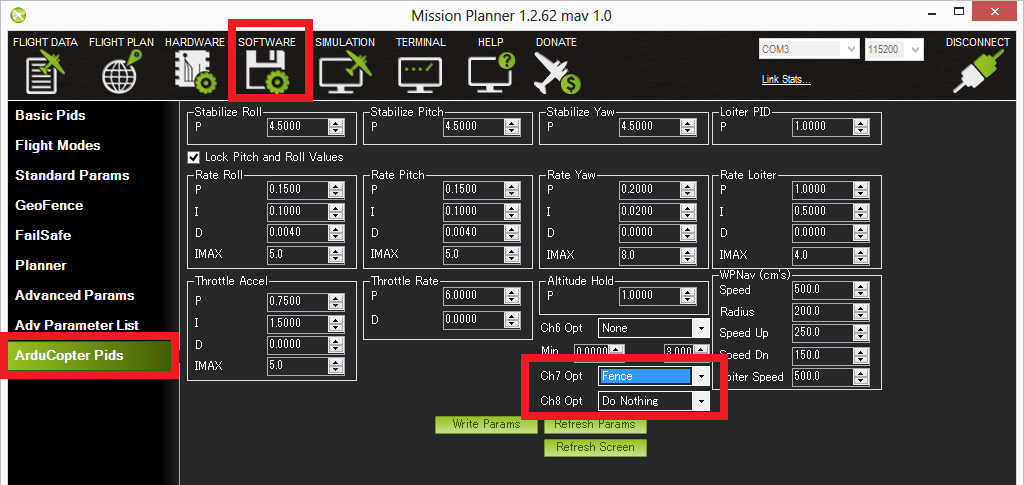 Mission Planner 1.2.62 mav 1.0
FLIGHT DATA FLIGHT PLAN HARDWARE SOFTWARE SIMULATION TERMINAL HELP DONATE COM3 115200 DISCONNECT
Link Stats...
Basic Pids
Flight Modes
Standard Params
GeoFence
FailSafe
Planner
Advanced Params
Adv Parameter List
ArduCopter Pids
Stabilize Roll
P 4.5000
Stabilize Pitch
P 4.5000
Stabilize Yaw
P 4.5000
Loiter PID
P 1.0000
Lock Pitch and Roll Values
Rate Roll
P 0.1500
I 0.1000
D 0.0040
IMAX 5.0
Rate Pitch
P 0.1500
I 0.1000
D 0.0040
IMAX 5.0
Rate Yaw
P 0.2000
I 0.0200
D 0.0000
IMAX 8.0
Rate Loiter
P 1.0000
I 0.5000
D 0.0000
IMAX 4.0
Throttle Accel
P 0.7500
I 1.5000
D 0.0000
IMAX 5.0
Throttle Rate
P 6.0000
D 0.0000
Altitude Hold
P 1.0000
WPNav (cm's)
Speed 500.0
Radius 200.0
Speed Up 250.0
Speed Dn 150.0
oiter Speed 500.0
Ch6 Opt None
Min 0.0000 3.000
Ch7 Opt Fence
Ch8 Opt Do Nothing
Write Params Refresh Params
Refresh Screen